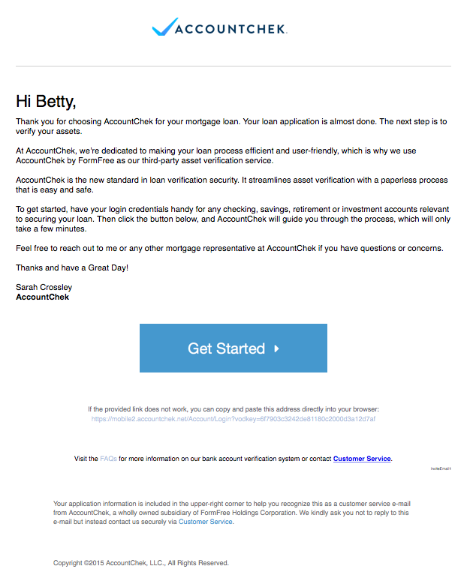 ACCOUNTCHEK
Hi Betty,
Thank you for choosing AccountChek for your mortgage loan. Your loan application is almost done. The next step is to
verify your assets.
At AccountChek, we're dedicated to making your loan process efficient and user-friendly, which is why we use
AccountChek by FormFree as our third-party asset verification service.
AccountChek is the new standard in loan verification security. It streamlines asset verification with a paperless process
that is easy and safe.
To get started, have your login credentials handy for any checking, savings, retirement or investment accounts relevant
to securing your loan. Then click the button below, and AccountChek will guide you through the process, which will only
take a few minutes.
Feel free to reach out to me or any other mortgage representative at AccountChek if you have questions or concerns.
Thanks and have a Great Day!
Sarah Crossley
AccountChek
Get Started
If the provided link does not work, you can copy and paste this address directly into your browser:
Visit the FAQs for more information on our bank account verification system or contact Customer Service.
Your application information is included in the upper-right corner to help you recognize this as a customer service e-mail
from AccountChek, a wholly owned subsidiary of FormFree Holdings Corporation. We kindly ask you not to reply to this
e-mail but instead contact us securely via Customer Service.
Copyright ©2015 AccountChek, LLC., All Rights Reserved.